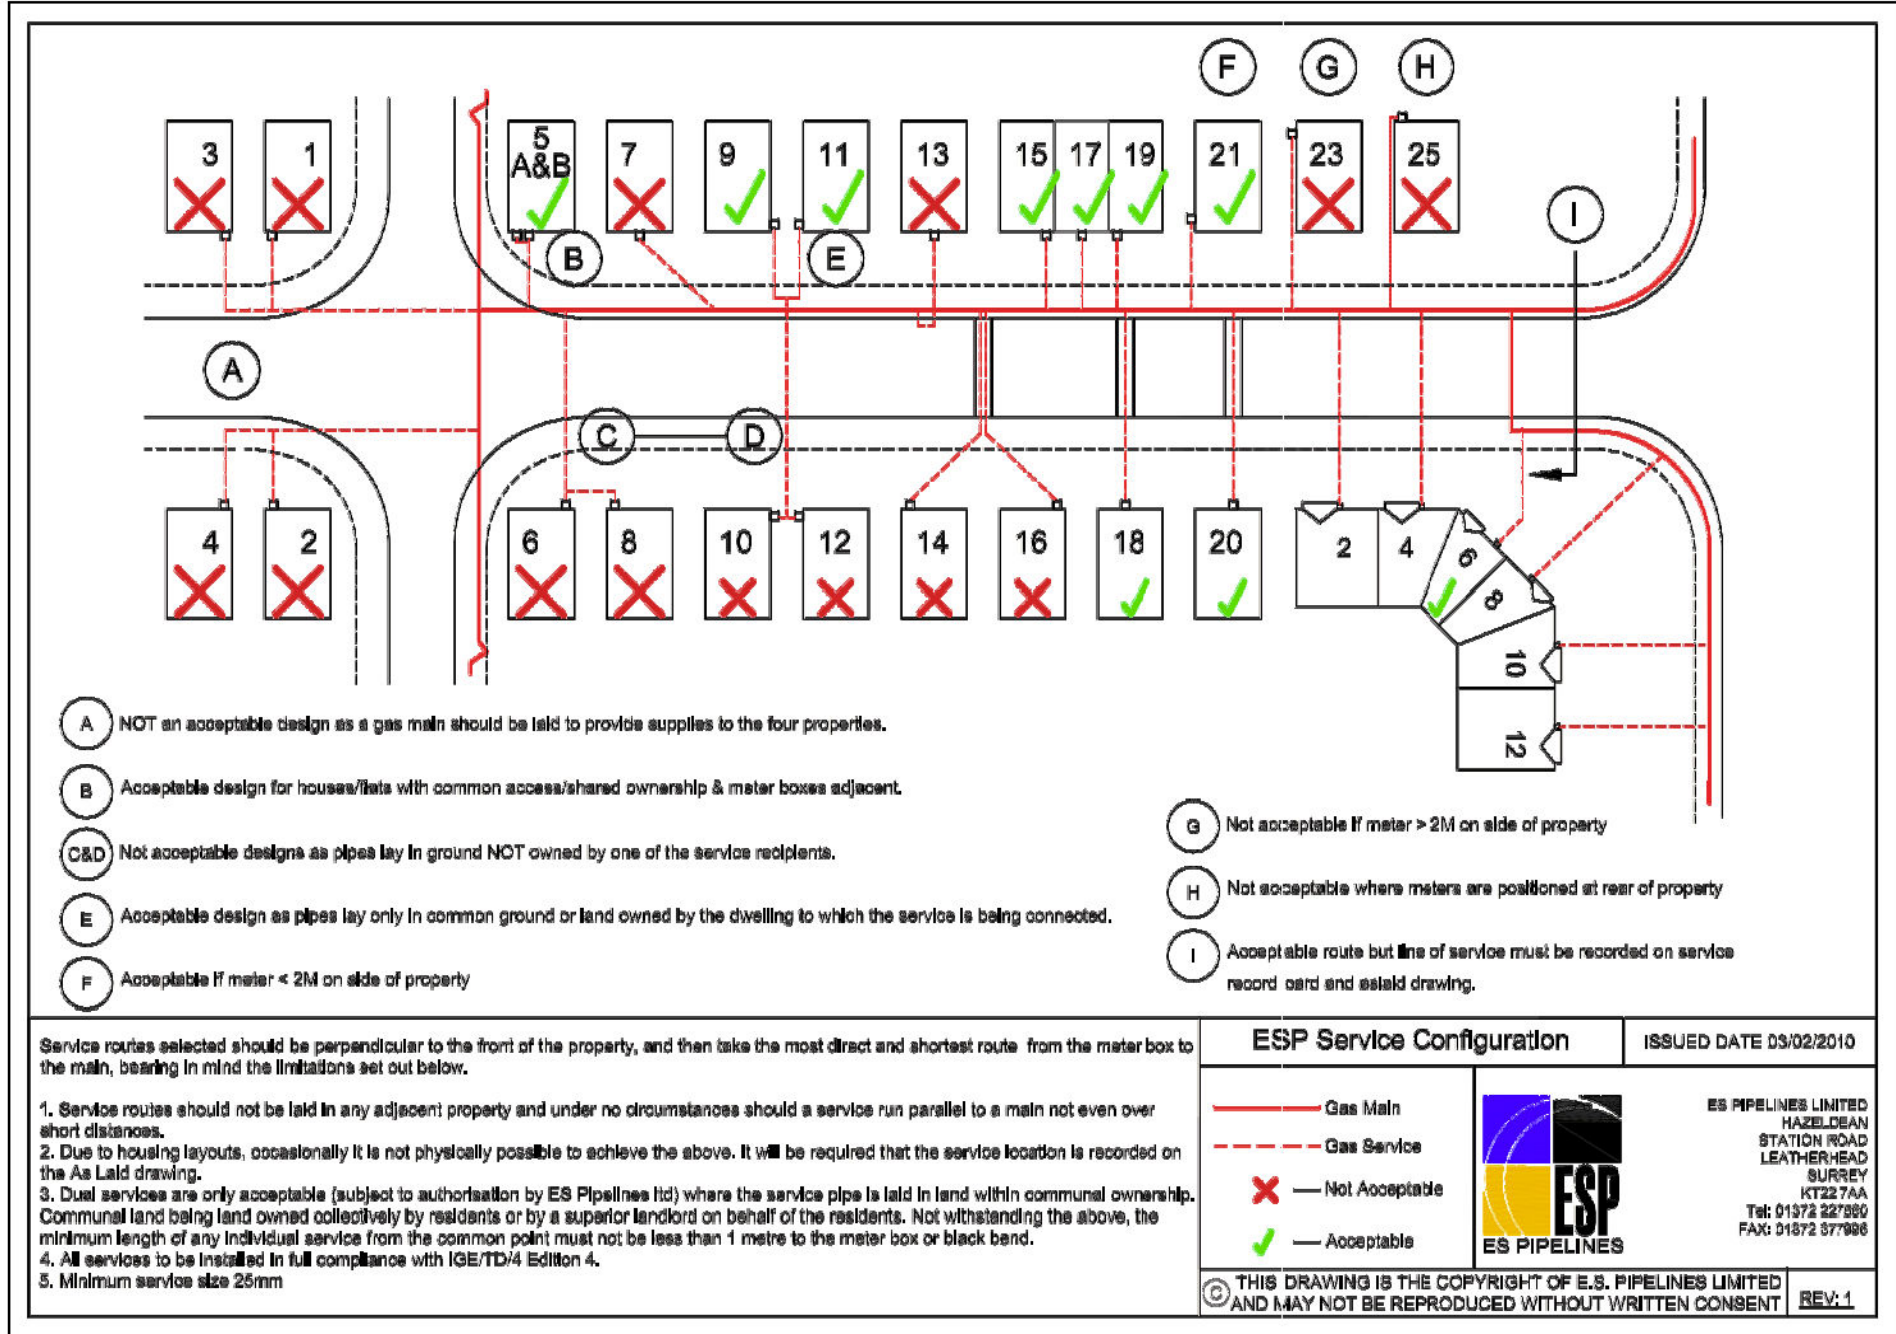 F G H
3 1 5 7 9 11 13 15 17 19 21 23 25
A&B
I
B E
A
C D
4 2 6 8 10 12 14 16 18 20 2 4 6
8
10
12
A NOT an acceptable design as a gas main should be laid to provide supplies to the four properties.
B Acceptable design for houses/flats with common access/shared ownership & meter boxes adjacent.
C&D Not acceptable designs as pipes lay in ground NOT owned by one of the service recipients.
E Acceptable design as pipes lay only in common ground or land owned by the dwelling to which the service is being connected.
F Acceptable if meter < 2M on side of property
G Not acceptable if meter > 2M on side of property
H Not acceptable where meters are positioned at rear of property
I Acceptable route but line of service must be recorded on service
record card and aslaid drawing.
Service routes selected should be perpendicular to the front of the property, and then take the most direct and shortest route from the meter box to
the main, bearing in mind the limitations set out below.
1. Service routes should not be laid in any adjacent property and under no circumstances should a service run parallel to a main not even over
short distances.
2. Due to housing layouts, occasionally it is not physically possible to achieve the above. It will be required that the service location is recorded on
the As Laid drawing.
3. Dual services are only acceptable (subject to authorisation by ES Pipelines ltd) where the service pipe is laid in land within communal ownership.
Communal land being land owned collectively by residents or by a superior landlord on behalf of the residents. Not withstanding the above, the
minimum length of any individual service from the common point must not be less than 1 metre to the meter box or black bend.
4. All services to be installed in full compliance with IGE/TD/4 Edition 4.
5. Minimum service size 25mm
ESP Service Configuration
ISSUED DATE 03/02/2010
Gas Main
Gas Service
Not Acceptable
Acceptable
ESP
ES PIPELINES
ES PIPELINES LIMITED
HAZELDEAN
STATION ROAD
LEATHERHEAD
SURREY
KT22 7AA
Tel: 01372
FAX: 01372
© THIS DRAWING IS THE COPYRIGHT OF E.S. PIPELINES LIMITED
AND MAY NOT BE REPRODUCED WITHOUT WRITTEN CONSENT
REV: 1